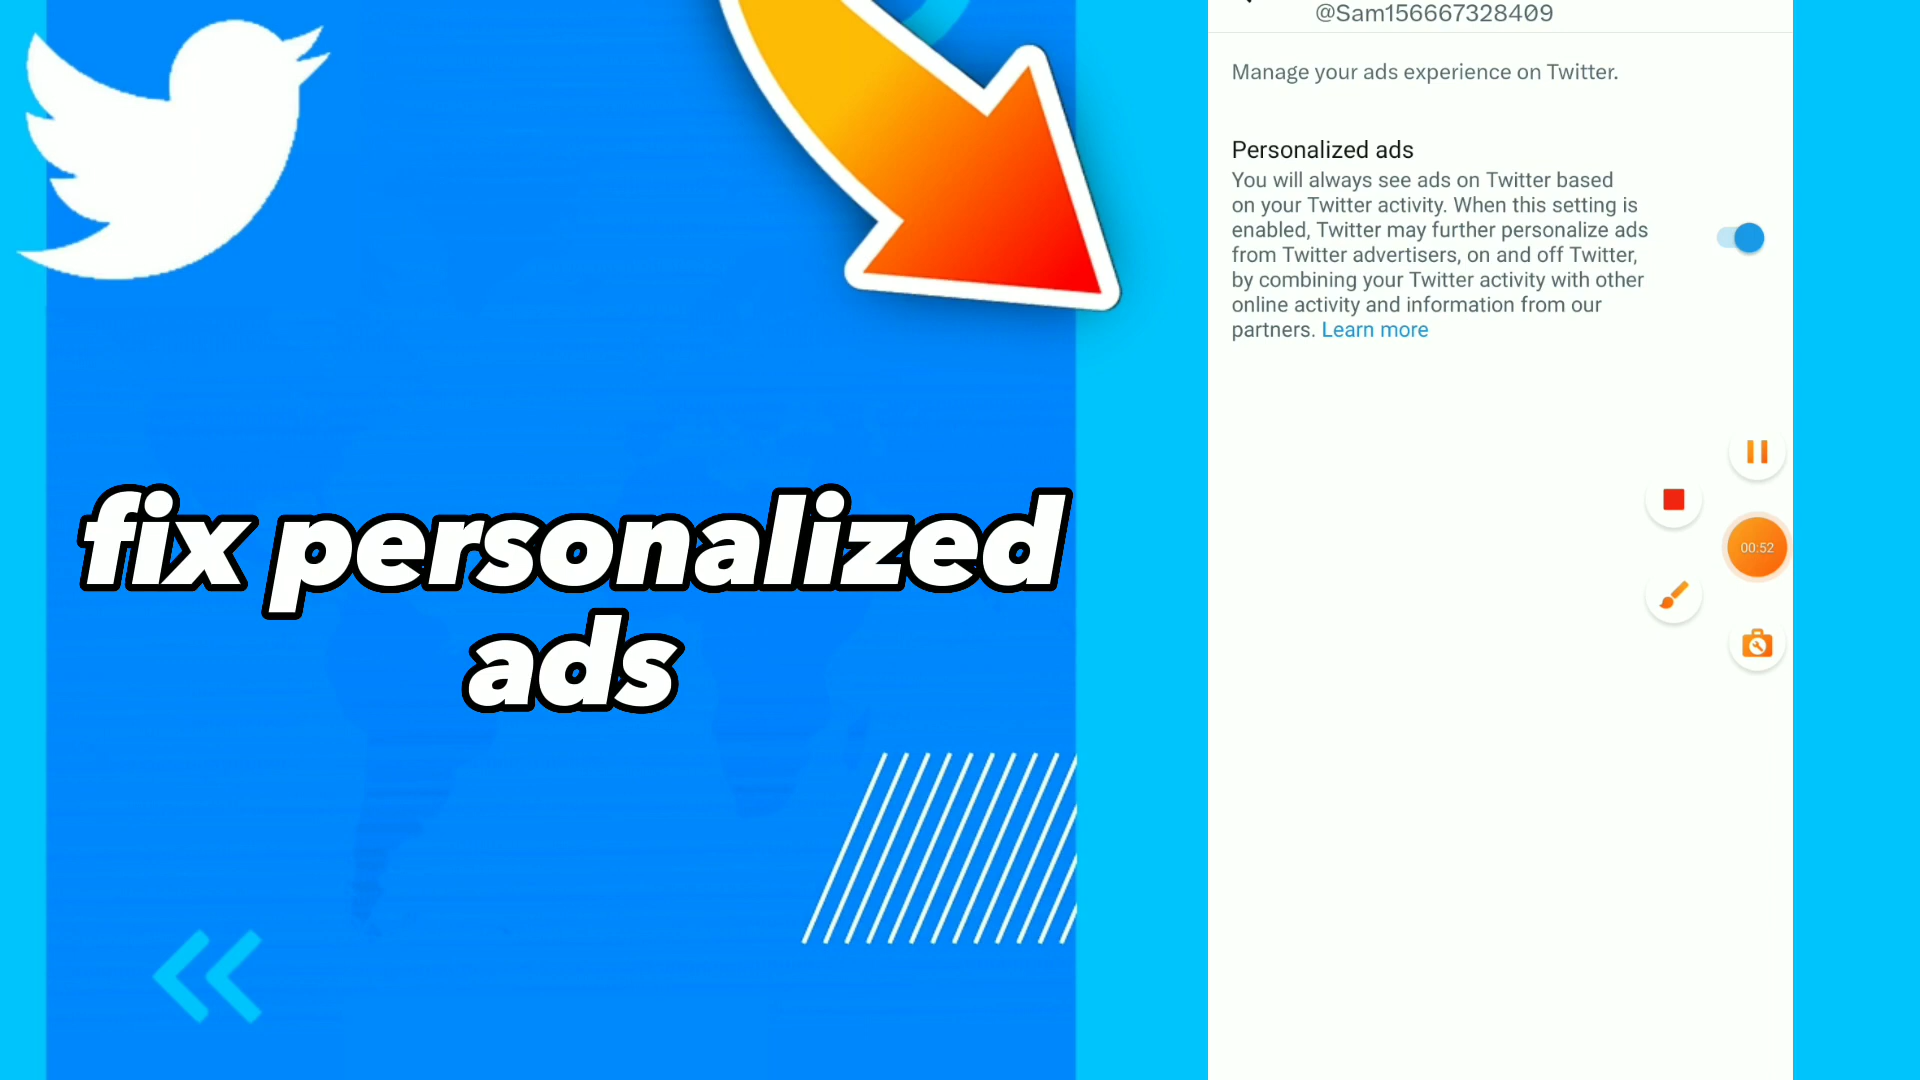 @Sam156667328409
Manage your ads experience on Twitter.
Personalized ads
You will always see ads on Twitter based
on your Twitter activity. When this setting is
enabled, Twitter may further personalize ads
from Twitter advertisers, on and off Twitter,
by combining your Twitter activity with other
online activity and information from our
partners. Learn more
00:52
fix personalized
ads